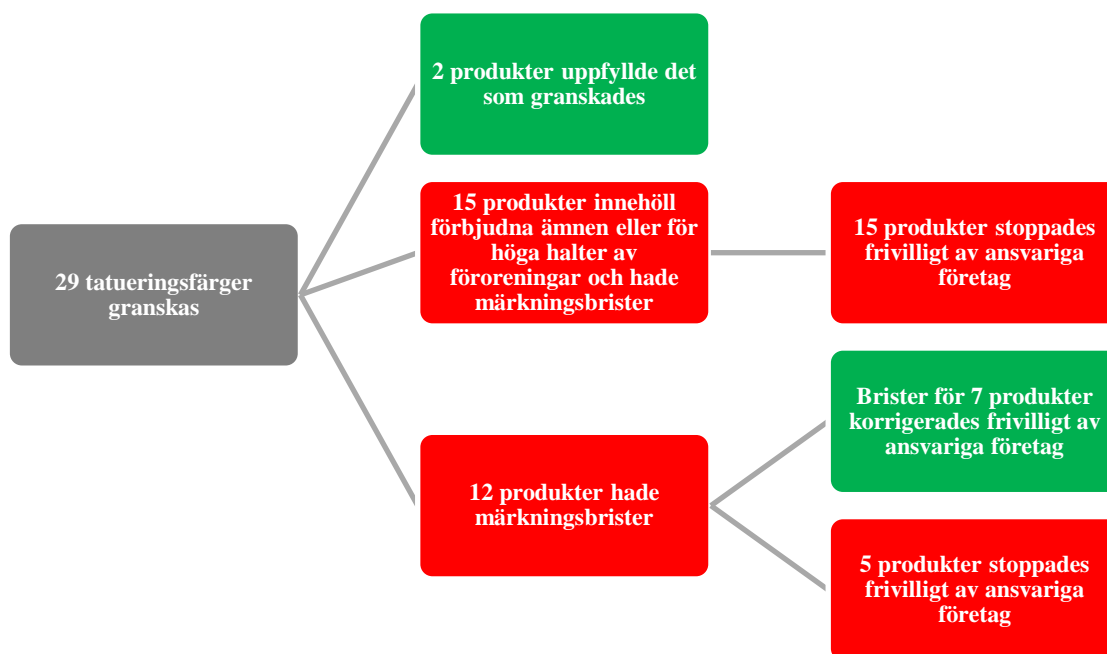 29 tatueringsfärger
granskas
2 produkter uppfyllde det
som granskades
15 produkter innehöll
förbjudna ämnen eller för
höga halter av
föroreningar och hade
märkningsbrister
15 produkter stoppades
frivilligt av ansvariga
företag
12 produkter hade
märkningsbrister
Brister för 7 produkter
korrigerades frivilligt av
ansvariga företag
5 produkter stoppades
frivilligt av ansvariga
företag